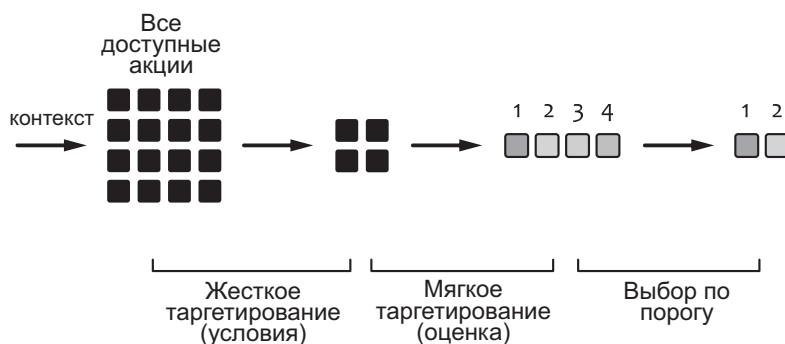 Все
доступные
акции
контекст
1 2 3 4
1 2
Жесткое
таргетирование
(условия)
Мягкое
таргетирование
(оценка)
Выбор по
порогу